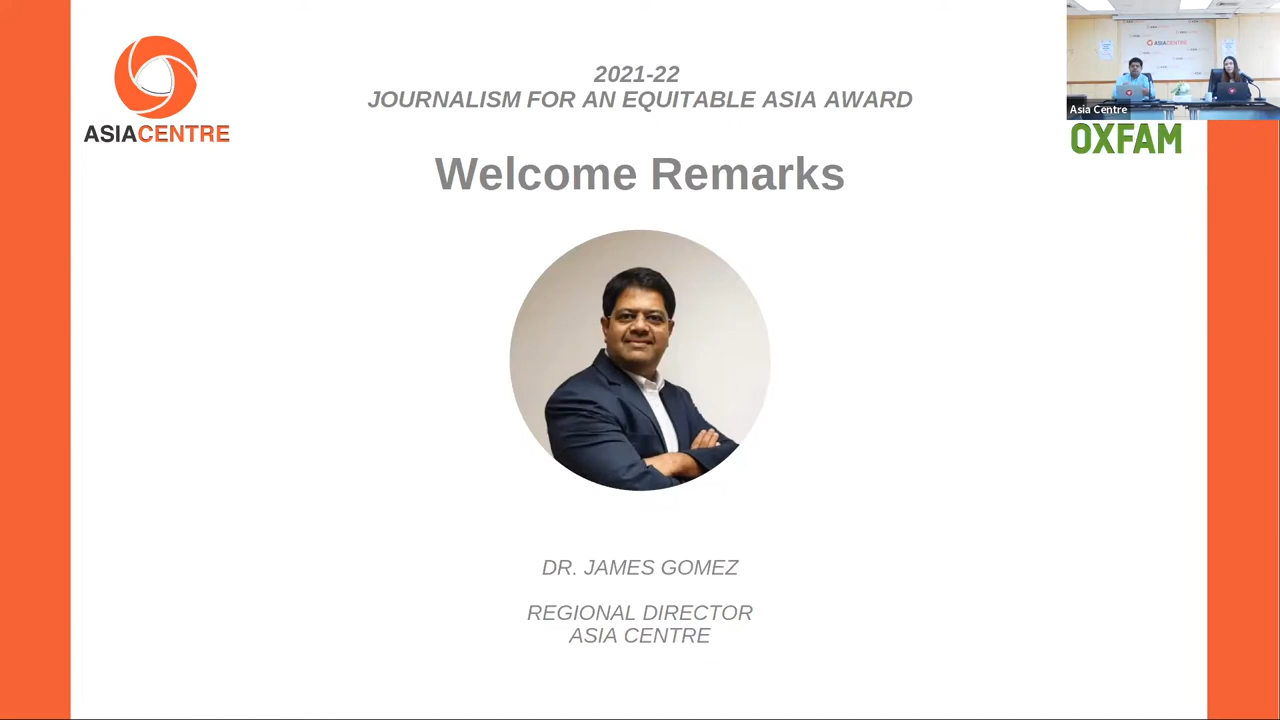 2021-22
JOURNALISM FOR AN EQUITABLE ASIA AWARD
ASIACENTRE
Asia Centre
OXFAM
Welcome Remarks
ASIACENTRE
DR. JAMES GOMEZ
REGIONAL DIRECTOR
ASIA CENTRE